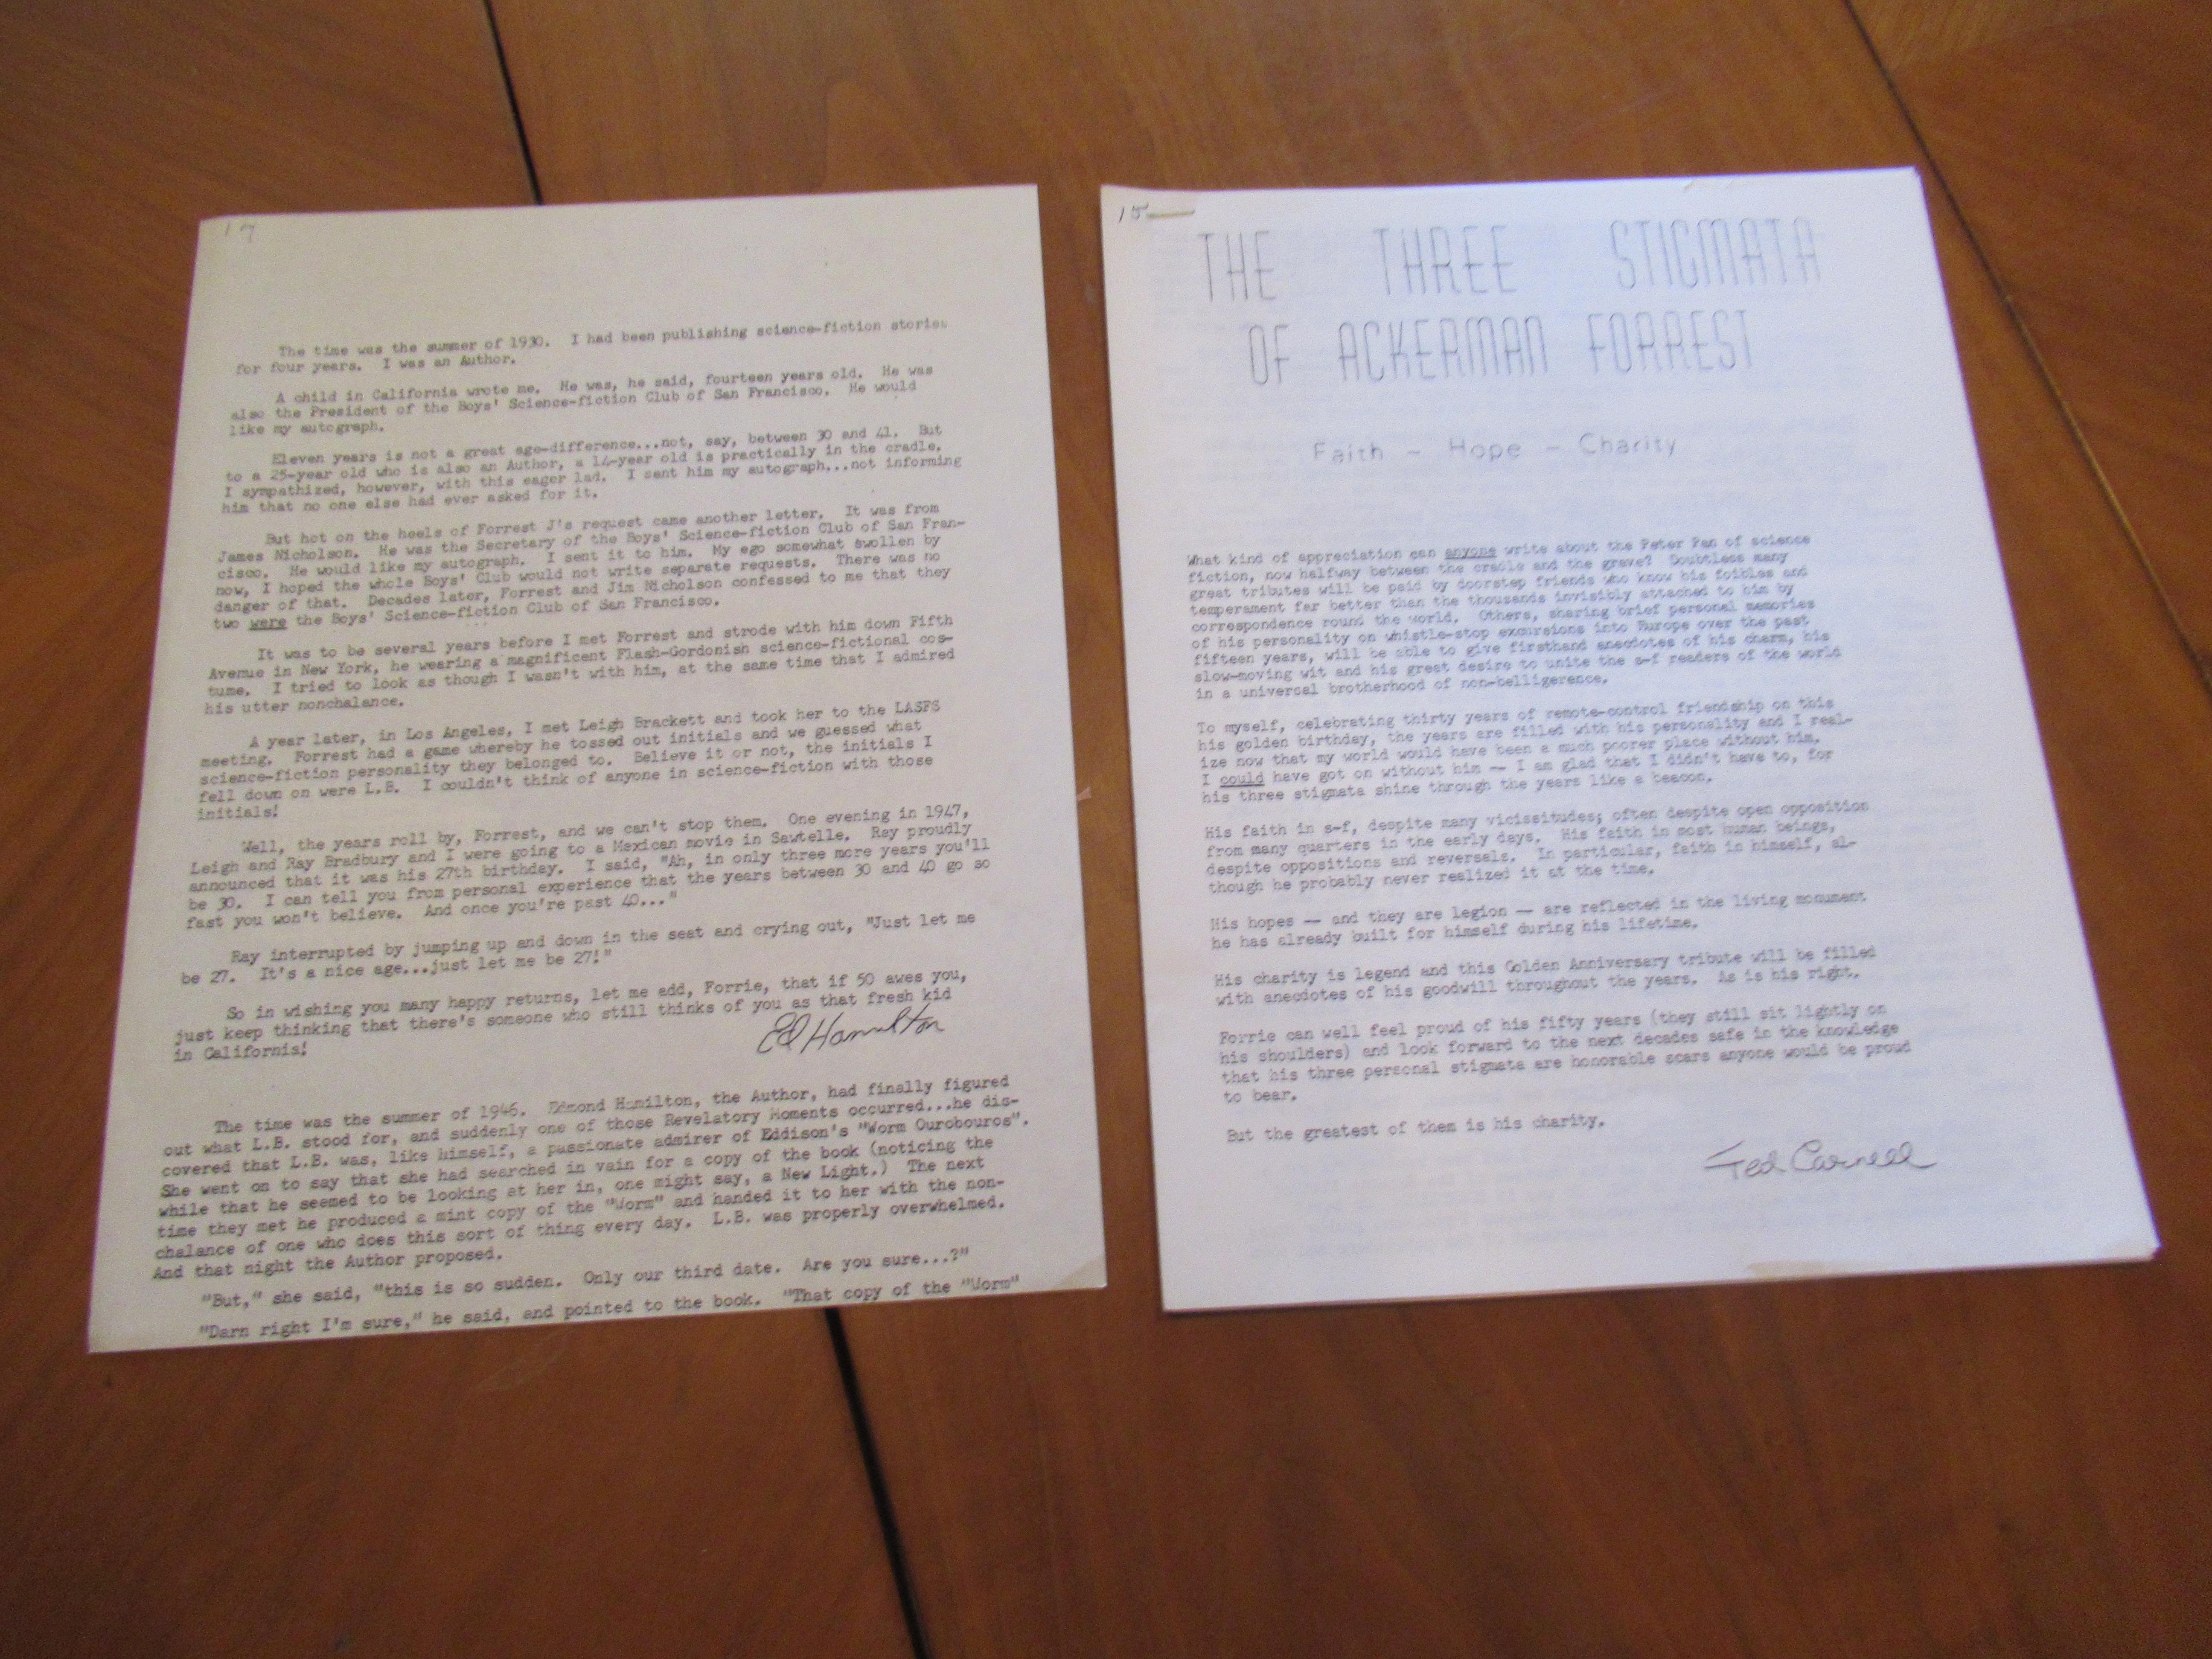 17
The time was the summer of 1930. I had been publishing science-fiction stories
for four years. I was an Author.
A child in California wrote me. He was, he said, fourteen years old. He was
also the President of the Boys' Science-fiction Club of San Francisco. He would
like my autograph.
Eleven years is not a great age-difference...not, say, between 30 and 41. But
to a 25-year old who is also an Author, a 14-year old is practically in the cradle.
I sympathized, however, with this eager lad. I sent him my autograph...not informing
him that no one else had ever asked for it.
But hot on the heels of Forrest J's request came another letter. It was from
James Nicholson. He was the Secretary of the Boys' Science-fiction Club of San Fran-
cisco. He would like my autograph. I sent it to him. My ego somewhat swollen by
now, I hoped the whole Boys' Club would not write separate requests. There was no
danger of that. Decades later, Forrest and Jim Nicholson confessed to me that they
two were the Boys' Science-fiction Club of San Francisco.
It was to be several years before I met Forrest and strode with him down Fifth
Avenue in New York, he wearing a magnificent Flash-Gordonish science-fictional cos-
tume. I tried to look as though I wasn't with him, at the same time that I admired
his utter nonchalance.
A year later, in Los Angeles, I met Leigh Brackett and took her to the LASFS
meeting. Forrest had a game whereby he tossed out initials and we guessed what
science-fiction personality they belonged to. Believe it or not, the initials I
fell down on were L.B. I couldn't think of anyone in science-fiction with those
initials!
Well, the years roll by, Forrest, and we can't stop them. One evening in 1947,
Leigh and Ray Bradbury and I were going to a Mexican movie in Sawtelle. Ray proudly
announced that it was his 27th birthday. I said, "Ah, in only three more years you'll
be 30. I can tell you from personal experience that the years between 30 and 40 go so
fast you won't believe. And once you're past 40..."
Ray interrupted by jumping up and down in the seat and crying out, "Just let me
be 27. It's a nice age...just let me be 27!"
So in wishing you many happy returns, let me add, Forrie, that if 50 awes you,
just keep thinking that there's someone who still thinks of you as that fresh kid
in California!
Ed Hamilton
The time was the summer of 1946. Edmond Hamilton, the Author, had finally figured
out what L.B. stood for, and suddenly one of those Revelatory Moments occurred...he dis-
covered that L.B. was, like himself, a passionate admirer of Eddison's "Worm Ourobouros".
She went on to say that she had searched in vain for a copy of the book (noticing the
while that he seemed to be looking at her in, one might say, a New Light.) The next
time they met he produced a mint copy of the "Worm" and handed it to her with the non-
chalance of one who does this sort of thing every day. L.B. was properly overwhelmed.
And that night the Author proposed.
"But," she said, "this is so sudden. Only our third date. Are you sure...?"
"Darn right I'm sure," he said, and pointed to the book. "That copy of the "Worm"
15
THE THREE STIGMATA
OF ACKERMAN FORREST
Faith - Hope - Charity
What kind of appreciation can anyone write about the Peter Pan of science
fiction, now halfway between the cradle and the grave? Doubtless many
great tributes will be paid by doorstep friends who know his foibles and
temperament far better than the thousands invisibly attached to him by
correspondence round the world. Others, sharing brief personal memories
of his personality on whistle-stop excursions into Europe over the past
fifteen years, will be able to give firsthand anecdotes of his charm, his
slow-moving wit and his great desire to unite the s-f readers of the world
in a universal brotherhood of non-belligerence.
To myself, celebrating thirty years of remote-control friendship on this
his golden birthday, the years are filled with his personality and I real-
ize now that my world would have been a much poorer place without him.
I could have got on without him — I am glad that I didn't have to, for
his three stigmata shine through the years like a beacon.
His faith in s-f, despite many vicissitudes; often despite open opposition
from many quarters in the early days. His faith in most human beings,
despite oppositions and reversals. In particular, faith in himself, al-
though he probably never realized it at the time.
His hopes — and they are legion — are reflected in the living monument
he has already built for himself during his lifetime.
His charity is legend and this Golden Anniversary tribute will be filled
with anecdotes of his goodwill throughout the years. As is his right.
Forrie can well feel proud of his fifty years (they still sit lightly on
his shoulders) and look forward to the next decades safe in the knowledge
that his three personal stigmata are honorable scars anyone would be proud
to bear.
But the greatest of them is his charity.
Ted Carnell